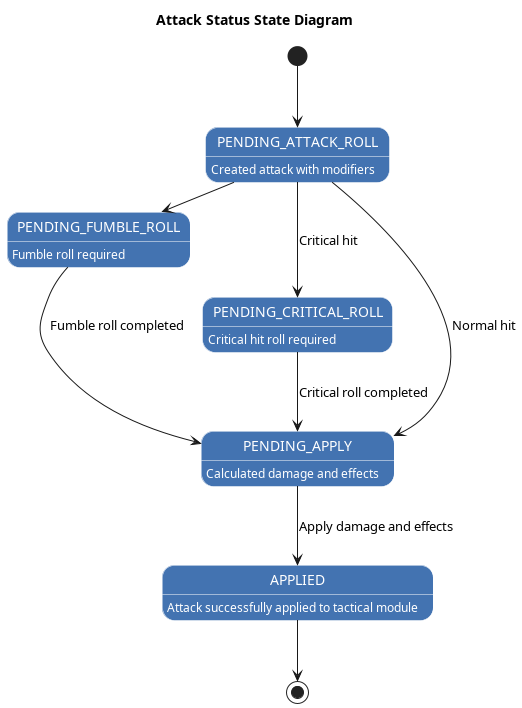 Attack Status State Diagram
PENDING_ATTACK_ROLL
Created attack with modifiers
PENDING_FUMBLE_ROLL
Fumble roll required
Critical hit
PENDING_CRITICAL_ROLL
Critical hit roll required
Fumble roll completed
Normal hit
Critical roll completed
PENDING_APPLY
Calculated damage and effects
Apply damage and effects
APPLIED
Attack successfully applied to tactical module